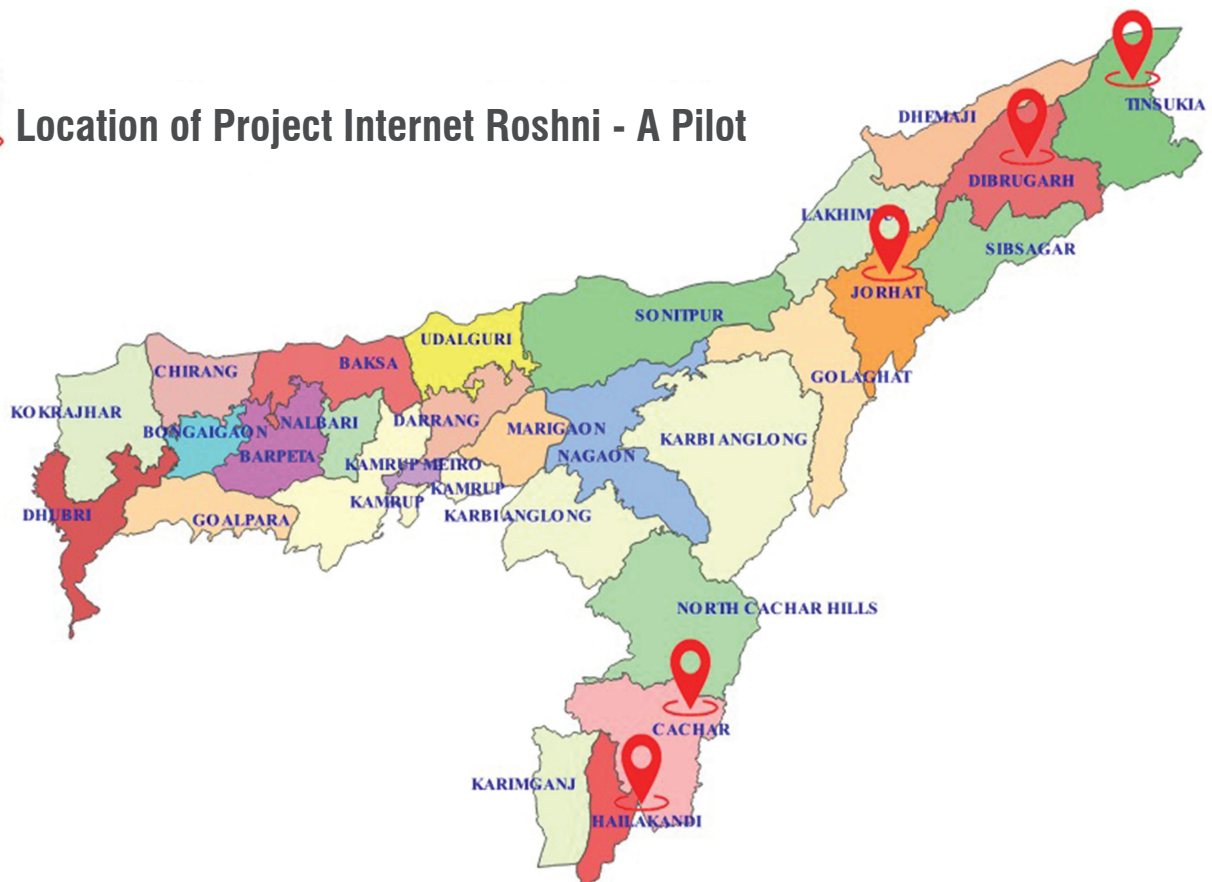 Location of Project Internet Roshni - A Pilot
TINSUKIA
DHEMAJI
DIBRUGARH
LAKHIMPUR
SIBSAGAR
JORHAT
SONITPUR
UDALGURI
BAKSA
CHIRANG
GOLAGHAT
KOKRAJHAR
NALBARI
DARRANG
MARIGAON
BONGAIGAON
KARBI ANGLONG
BARPETA
NAGAON
KAMRUP MEIRO
KAMRUP
KAMRUP
DHUBRI
GOALPARA
KARBI ANGLONG
NORTH CACHAR HILLS
CACHAR
KARIMGANJ
HAILAKANDI